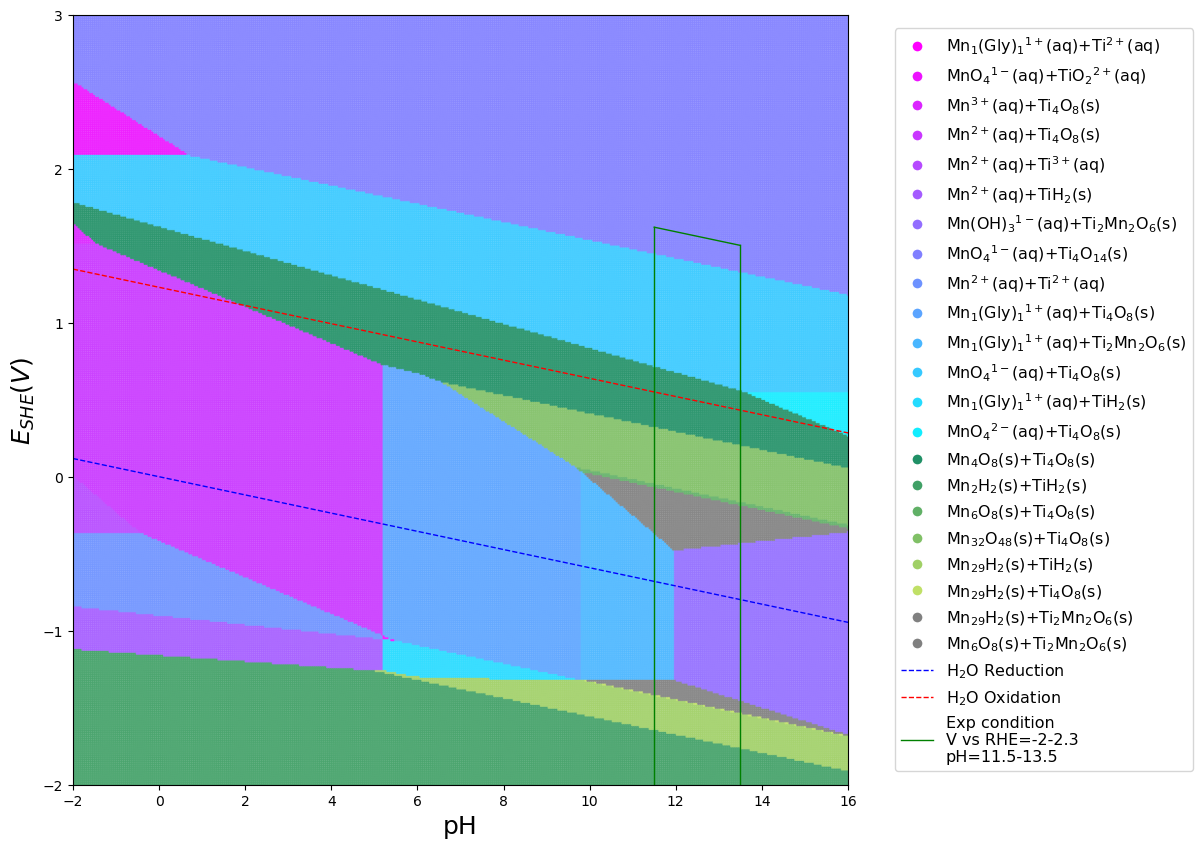 3
2
1
0
−1
−2
E_SHE(V)
−2 0 2 4 6 8 10 12 14 16
pH
Mn₁(Gly)₁¹⁺(aq)+Ti²⁺(aq)
MnO₄¹⁻(aq)+TiO₂²⁺(aq)
Mn³⁺(aq)+Ti₄O₈(s)
Mn²⁺(aq)+Ti₄O₈(s)
Mn²⁺(aq)+Ti³⁺(aq)
Mn²⁺(aq)+TiH₂(s)
Mn(OH)₃¹⁻(aq)+Ti₂Mn₂O₆(s)
MnO₄¹⁻(aq)+Ti₄O₁₄(s)
Mn²⁺(aq)+Ti²⁺(aq)
Mn₁(Gly)₁¹⁺(aq)+Ti₄O₈(s)
Mn₁(Gly)₁¹⁺(aq)+Ti₂Mn₂O₆(s)
MnO₄¹⁻(aq)+Ti₄O₈(s)
Mn₁(Gly)₁¹⁺(aq)+TiH₂(s)
MnO₄²⁻(aq)+Ti₄O₈(s)
Mn₄O₈(s)+Ti₄O₈(s)
Mn₂H₂(s)+TiH₂(s)
Mn₆O₈(s)+Ti₄O₈(s)
Mn₃₂O₄₈(s)+Ti₄O₈(s)
Mn₂₉H₂(s)+TiH₂(s)
Mn₂₉H₂(s)+Ti₄O₈(s)
Mn₂₉H₂(s)+Ti₂Mn₂O₆(s)
Mn₆O₈(s)+Ti₂Mn₂O₆(s)
H₂O Reduction
H₂O Oxidation
Exp condition
V vs RHE=-2-2.3
pH=11.5-13.5